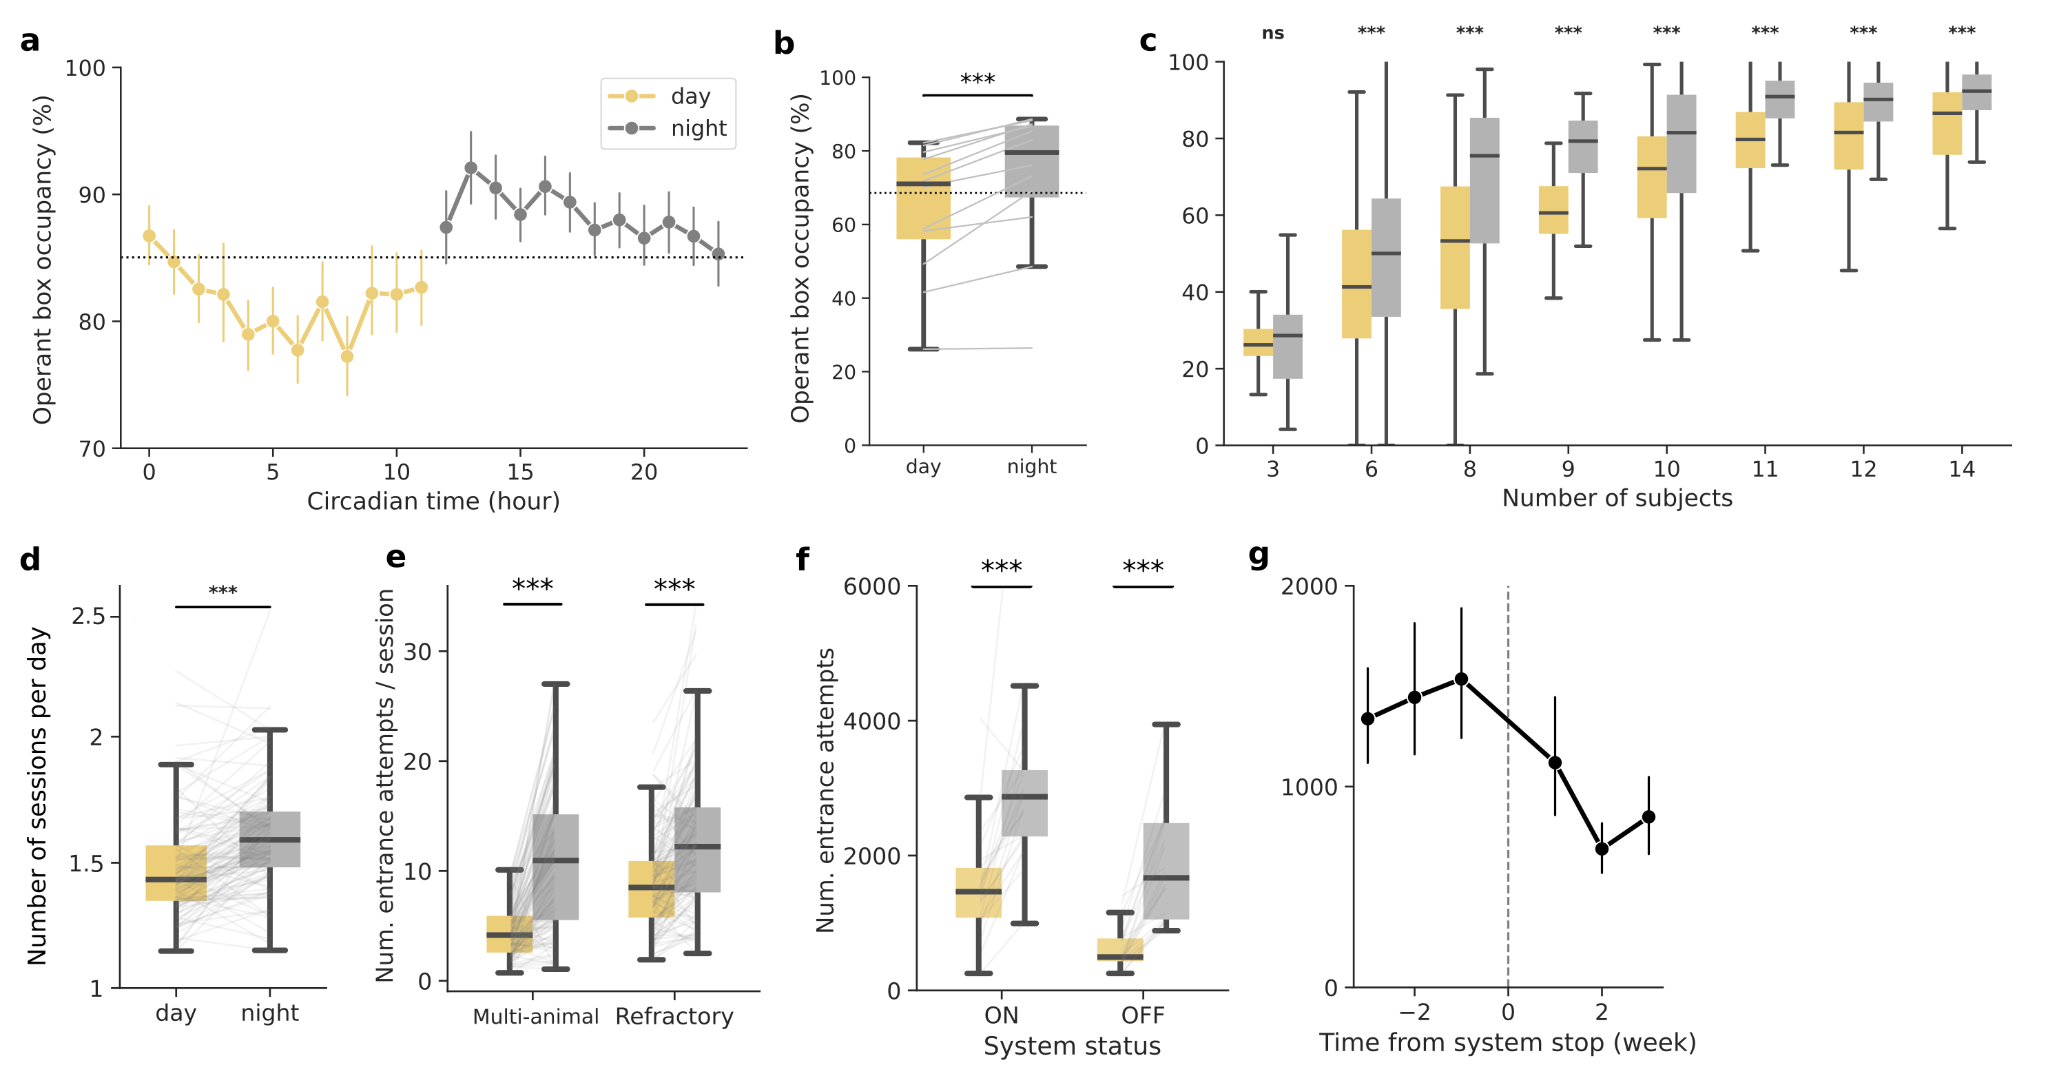 a
100
90
80
70
Operant box occupancy (%)
day
night
0 5 10 15 20
Circadian time (hour)
b
***
100
80
60
40
20
0
Operant box occupancy (%)
day night
c
ns *** *** *** *** *** *** ***
100
80
60
40
20
0
3 6 8 9 10 11 12 14
Number of subjects
d
***
2.5
2
1.5
1
Number of sessions per day
day night
e
*** ***
30
20
10
0
Num. entrance attempts / session
Multi-animal Refractory
f
*** ***
6000
4000
2000
0
Num. entrance attempts
ON OFF
System status
g
2000
1000
0
−2 0 2
Time from system stop (week)